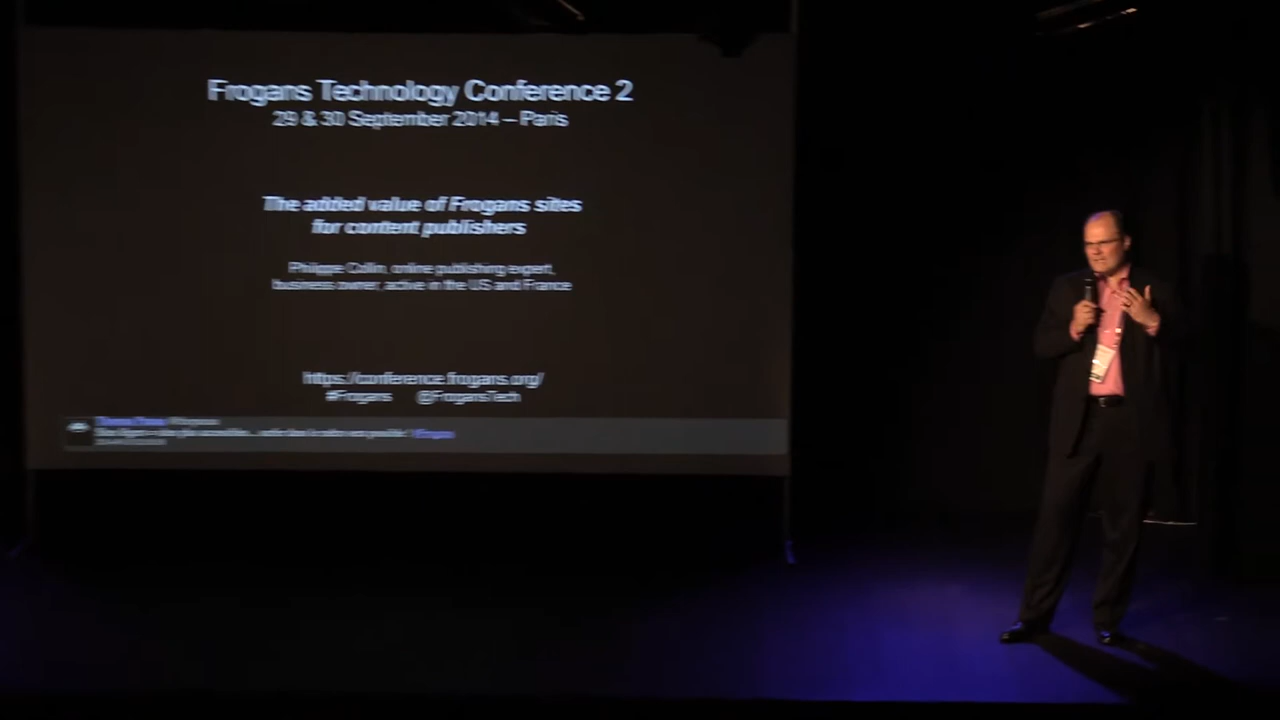 Frogans Technology Conference 2
29 & 30 September 2014 – Paris
The added value of Frogans sites
for content publishers
Philippe Collin, online publishing expert,
business owner, active in the US and France
https://conference.frogans.org/
#Frogans @FrogansTech